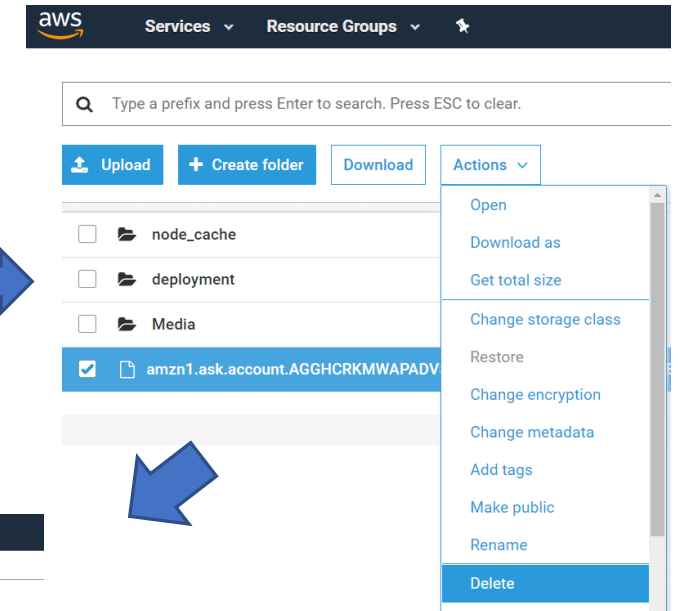 aws Services Resource Groups
Type a prefix and press Enter to search. Press ESC to clear.
Upload + Create folder Download Actions
Open
Download as
Get total size
Change storage class
Restore
Change encryption
Change metadata
Add tags
Make public
Rename
Delete
node_cache
deployment
Media
amzn1.ask.account.AGGHCRKMWAPADV